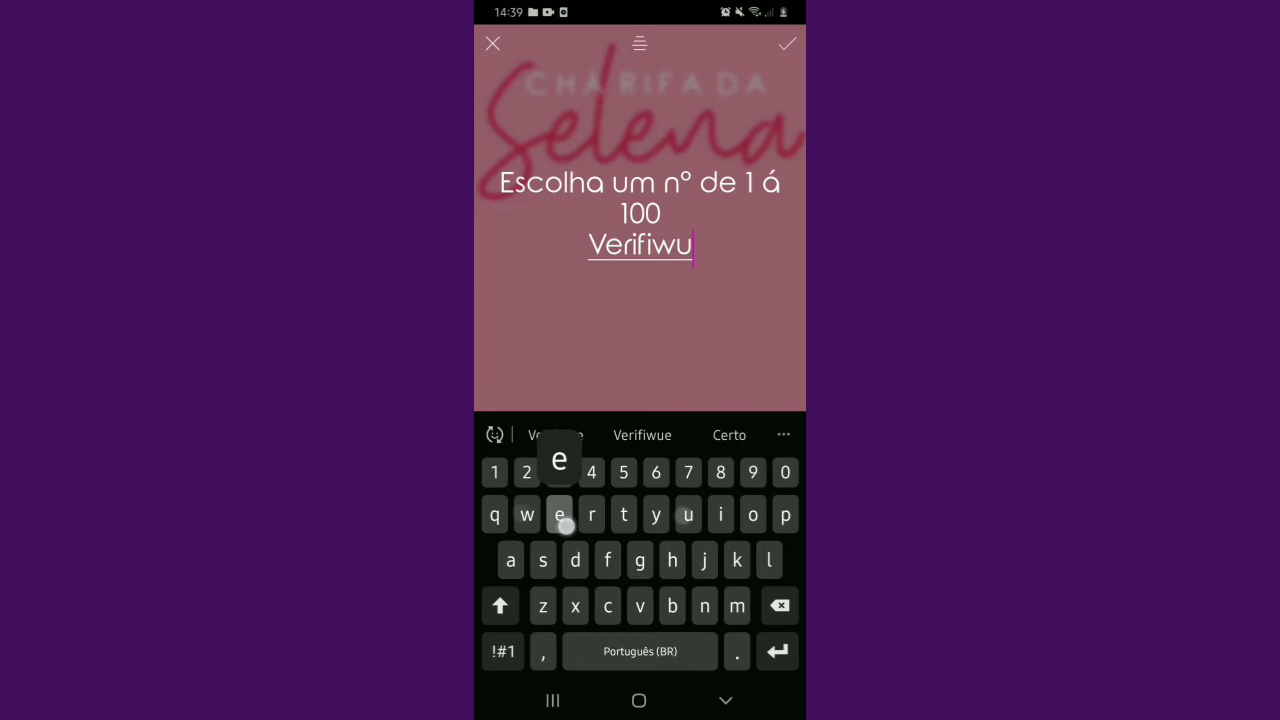 14:39
CHÁ RIFA DA
Selena
Escolha um nº de 1 á
100
Verifiwu
Verifiwue Certo
e
1 2 4 5 6 7 8 9 0
q w e r t y u i o p
a s d f g h j k l
z x c v b n m
!#1 , Português (BR) .